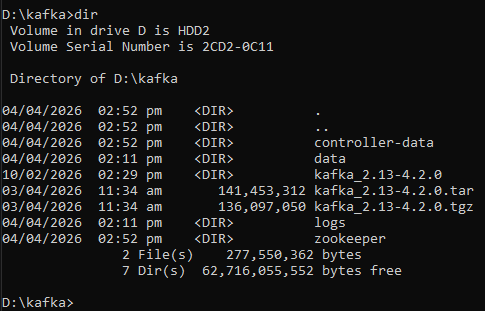 D:\kafka>dir
 Volume in drive D is HDD2
 Volume Serial Number is 2CD2-0C11
 Directory of D:\kafka
04/04/2026  02:52 pm    <DIR>          .
04/04/2026  02:52 pm    <DIR>          ..
04/04/2026  02:52 pm    <DIR>          controller-data
04/04/2026  02:11 pm    <DIR>          data
10/02/2026  02:29 pm    <DIR>          kafka_2.13-4.2.0
03/04/2026  11:34 am       141,453,312 kafka_2.13-4.2.0.tar
03/04/2026  11:34 am       136,097,050 kafka_2.13-4.2.0.tgz
04/04/2026  02:11 pm    <DIR>          logs
04/04/2026  02:52 pm    <DIR>          zookeeper
               2 File(s)    277,550,362 bytes
               7 Dir(s)  62,716,055,552 bytes free
D:\kafka>